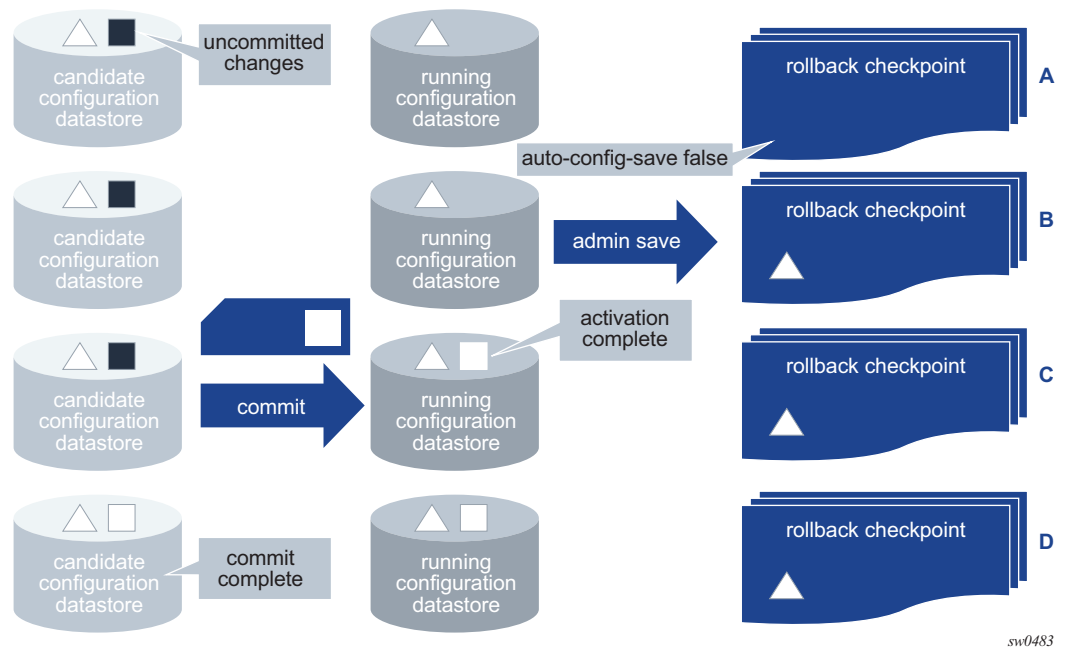 uncommitted
changes
candidate
configuration
datastore
running
configuration
datastore
rollback checkpoint
A
auto-config-save false
candidate
configuration
datastore
running
configuration
datastore
admin save
rollback checkpoint
B
candidate
configuration
datastore
commit
activation
complete
running
configuration
datastore
rollback checkpoint
C
candidate
configuration
datastore
commit
complete
running
configuration
datastore
rollback checkpoint
D
sw0483